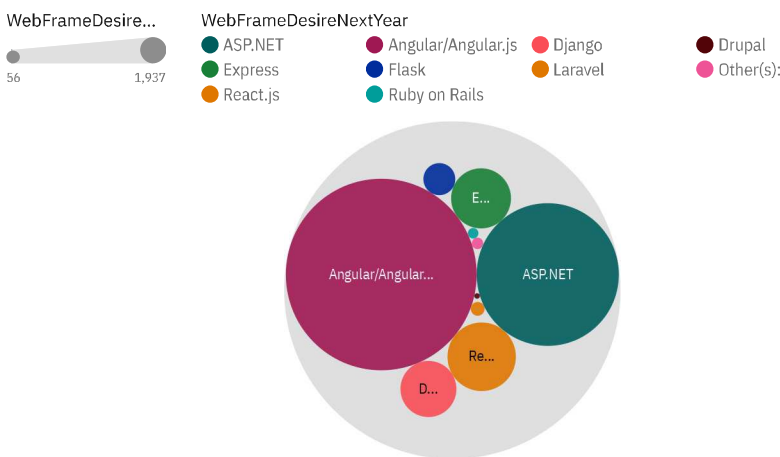 WebFrameDesire...
56
1,937
WebFrameDesireNextYear
ASP.NET
Angular/Angular.js
Django
Drupal
Express
Flask
Laravel
Other(s):
React.js
Ruby on Rails
E...
Angular/Angular...
ASP.NET
Re...
D...